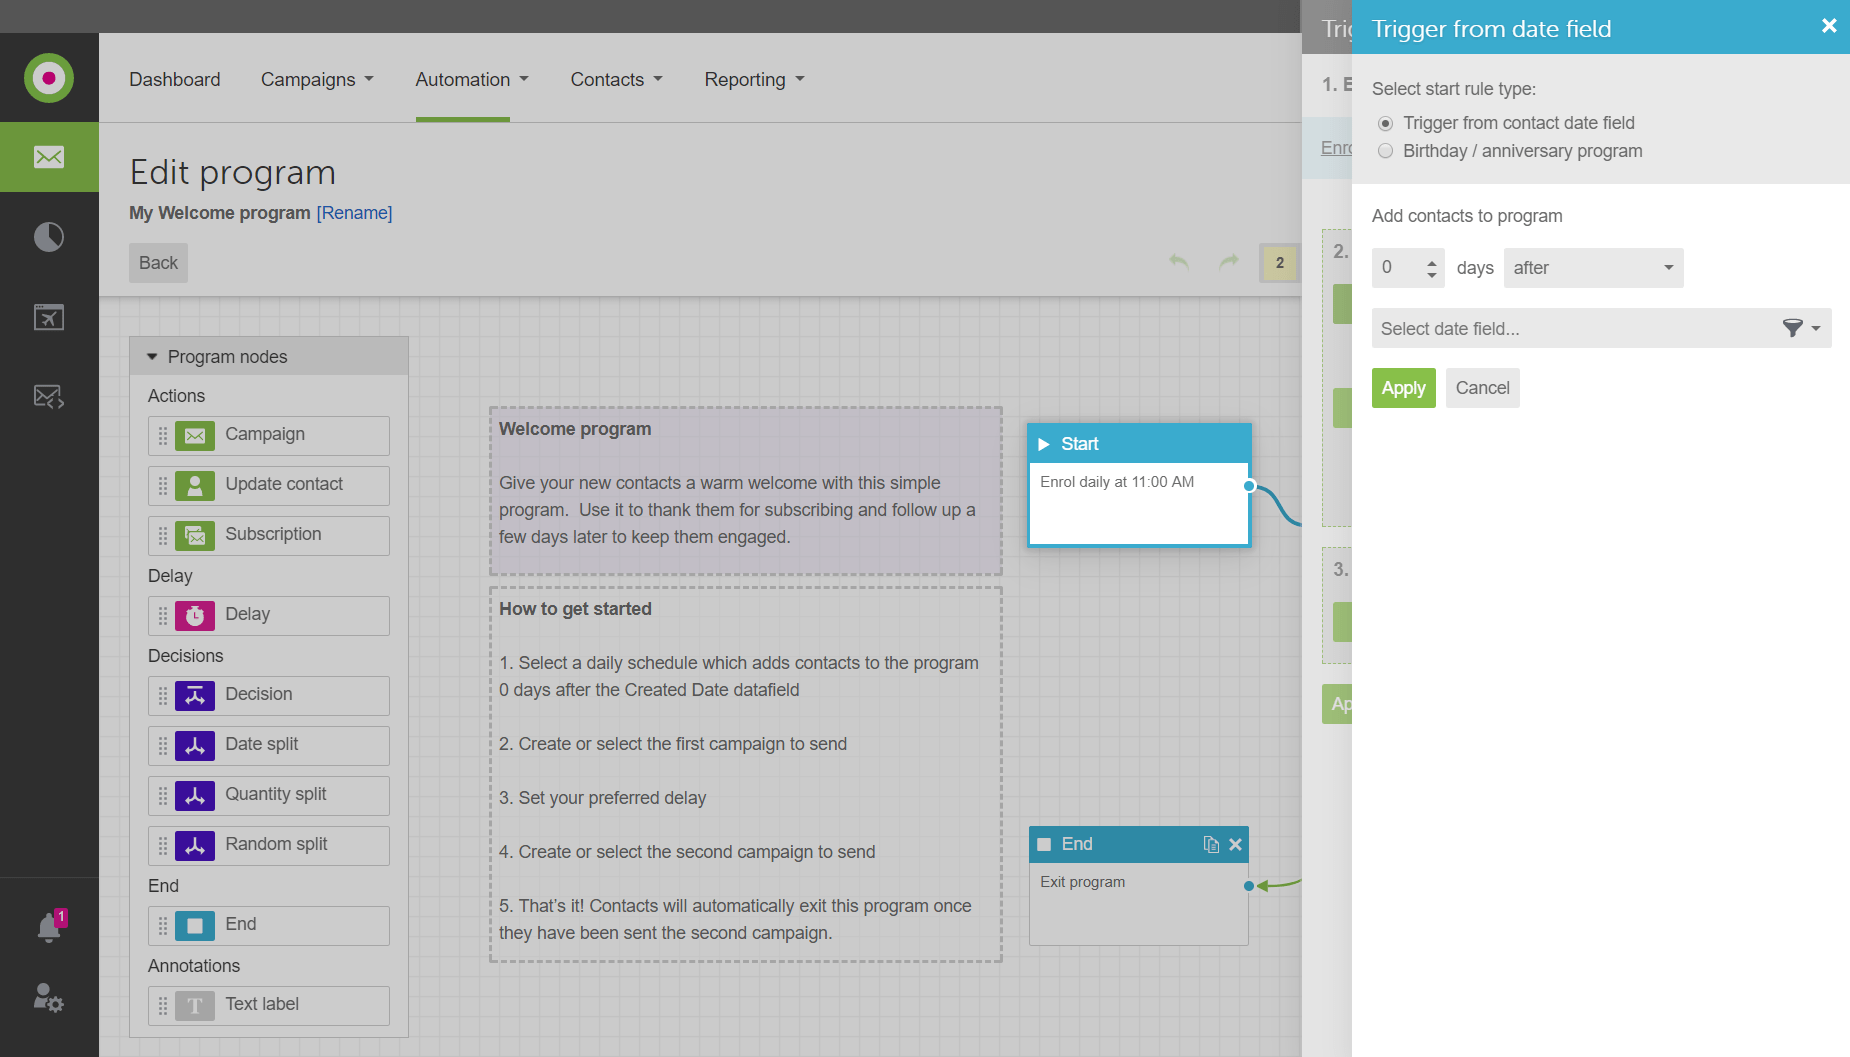 Dashboard
Campaigns
Automation
Contacts
Reporting
Edit program
My Welcome program [Rename]
Back
2
Program nodes
Actions
Campaign
Update contact
Subscription
Delay
Delay
Decisions
Decision
Date split
Quantity split
Random split
End
End
Annotations
T Text label
1
Welcome program
Give your new contacts a warm welcome with this simple
program.  Use it to thank them for subscribing and follow up a
few days later to keep them engaged.
How to get started
1. Select a daily schedule which adds contacts to the program
0 days after the Created Date datafield
2. Create or select the first campaign to send
3. Set your preferred delay
4. Create or select the second campaign to send
5. That's it! Contacts will automatically exit this program once
they have been sent the second campaign.
Start
Enrol daily at 11:00 AM
End
Exit program
Trig
1. E
Enro
2.
3.
Ap
Trigger from date field
Select start rule type:
Trigger from contact date field
Birthday / anniversary program
Add contacts to program
0 days after
Select date field...
Apply
Cancel